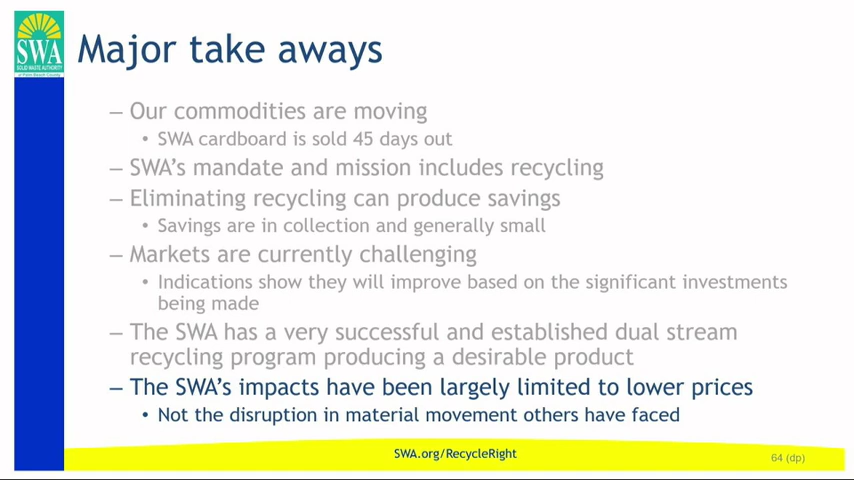 SWA
SOLID WASTE AUTHORITY
Major take aways
– Our commodities are moving
• SWA cardboard is sold 45 days out
– SWA's mandate and mission includes recycling
– Eliminating recycling can produce savings
• Savings are in collection and generally small
– Markets are currently challenging
• Indications show they will improve based on the significant investments
being made
– The SWA has a very successful and established dual stream
recycling program producing a desirable product
– The SWA's impacts have been largely limited to lower prices
• Not the disruption in material movement others have faced
SWA.org/RecycleRight
64 (dp)